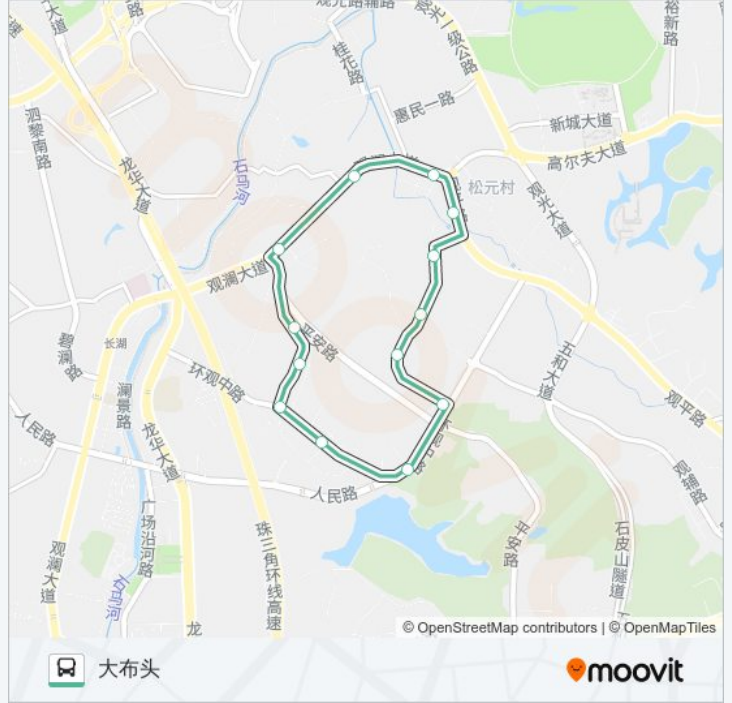 观光路辅路
大道
桂花路
观光一级公路
裕新路
泗黎南路
惠民一路
新城大道
高尔夫大道
龙华大道
石马河
松元村
观光大道
观澜大道
碧澜路
长湖
平安路
五和大道
澜景路
环观中路
观平路
人民路
龙华大道
人民路
观辅路
广场沿河路
珠三角环线高速
平安路
石皮山隧道
观澜大道
石马河
龙
© OpenStreetMap contributors | © OpenMapTiles
大布头
moovit